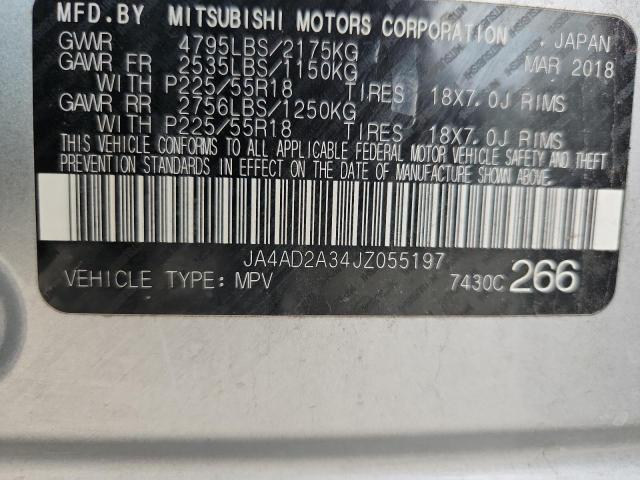 MFD.BY MITSUBISHI MOTORS CORPORATION JAPAN
GWWR 4795LBS/2175KG MAR 2018
GAWR FR 2535LBS/1150KG
WITH P225/55R18 TIRES 18X7.0J RIMS
GAWR RR 2756LBS/1250KG
WITH P225/55R18 TIRES 18X7.0J RIMS
THIS VEHICLE CONFORMS TO ALL APPLICABLE FEDERAL MOTOR VEHICLE SAFETY AND THEFT
PREVENTION STANDARDS IN EFFECT ON THE DATE OF MANUFACTURE SHOWN ABOVE.
JA4AD2A34JZ055197
VEHICLE TYPE: MPV 7430C 266